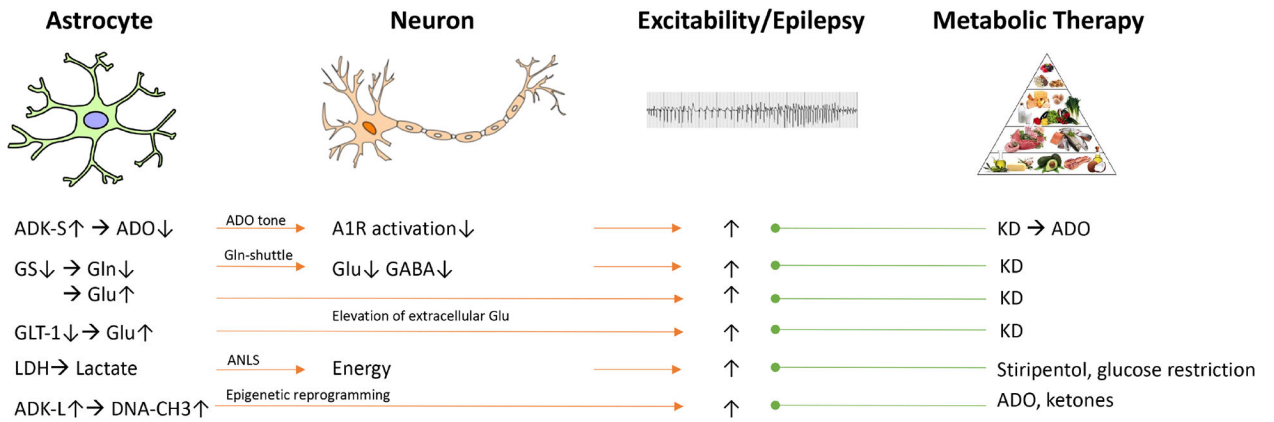 Astrocyte Neuron Excitability/Epilepsy Metabolic Therapy
ADK-S↑ → ADO↓ ADO tone A1R activation↓ ↑ KD → ADO
GS↓ → Gln↓ Gln-shuttle Glu↓ GABA↓ ↑ KD
→ Glu↑ ↑ KD
GLT-1↓→ Glu↑ Elevation of extracellular Glu ↑ KD
LDH→ Lactate ANLS Energy ↑ Stiripentol, glucose restriction
ADK-L↑→ DNA-CH3↑ Epigenetic reprogramming ↑ ADO, ketones